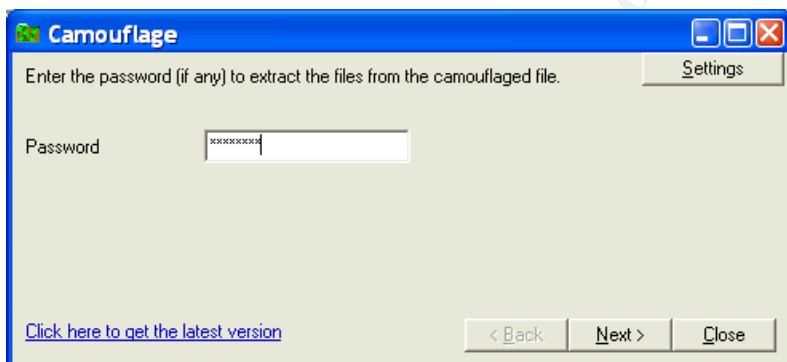 Camouflage
Enter the password (if any) to extract the files from the camouflaged file.
Settings
Password
xxxxxxxx
Click here to get the latest version
< Back
Next >
Close